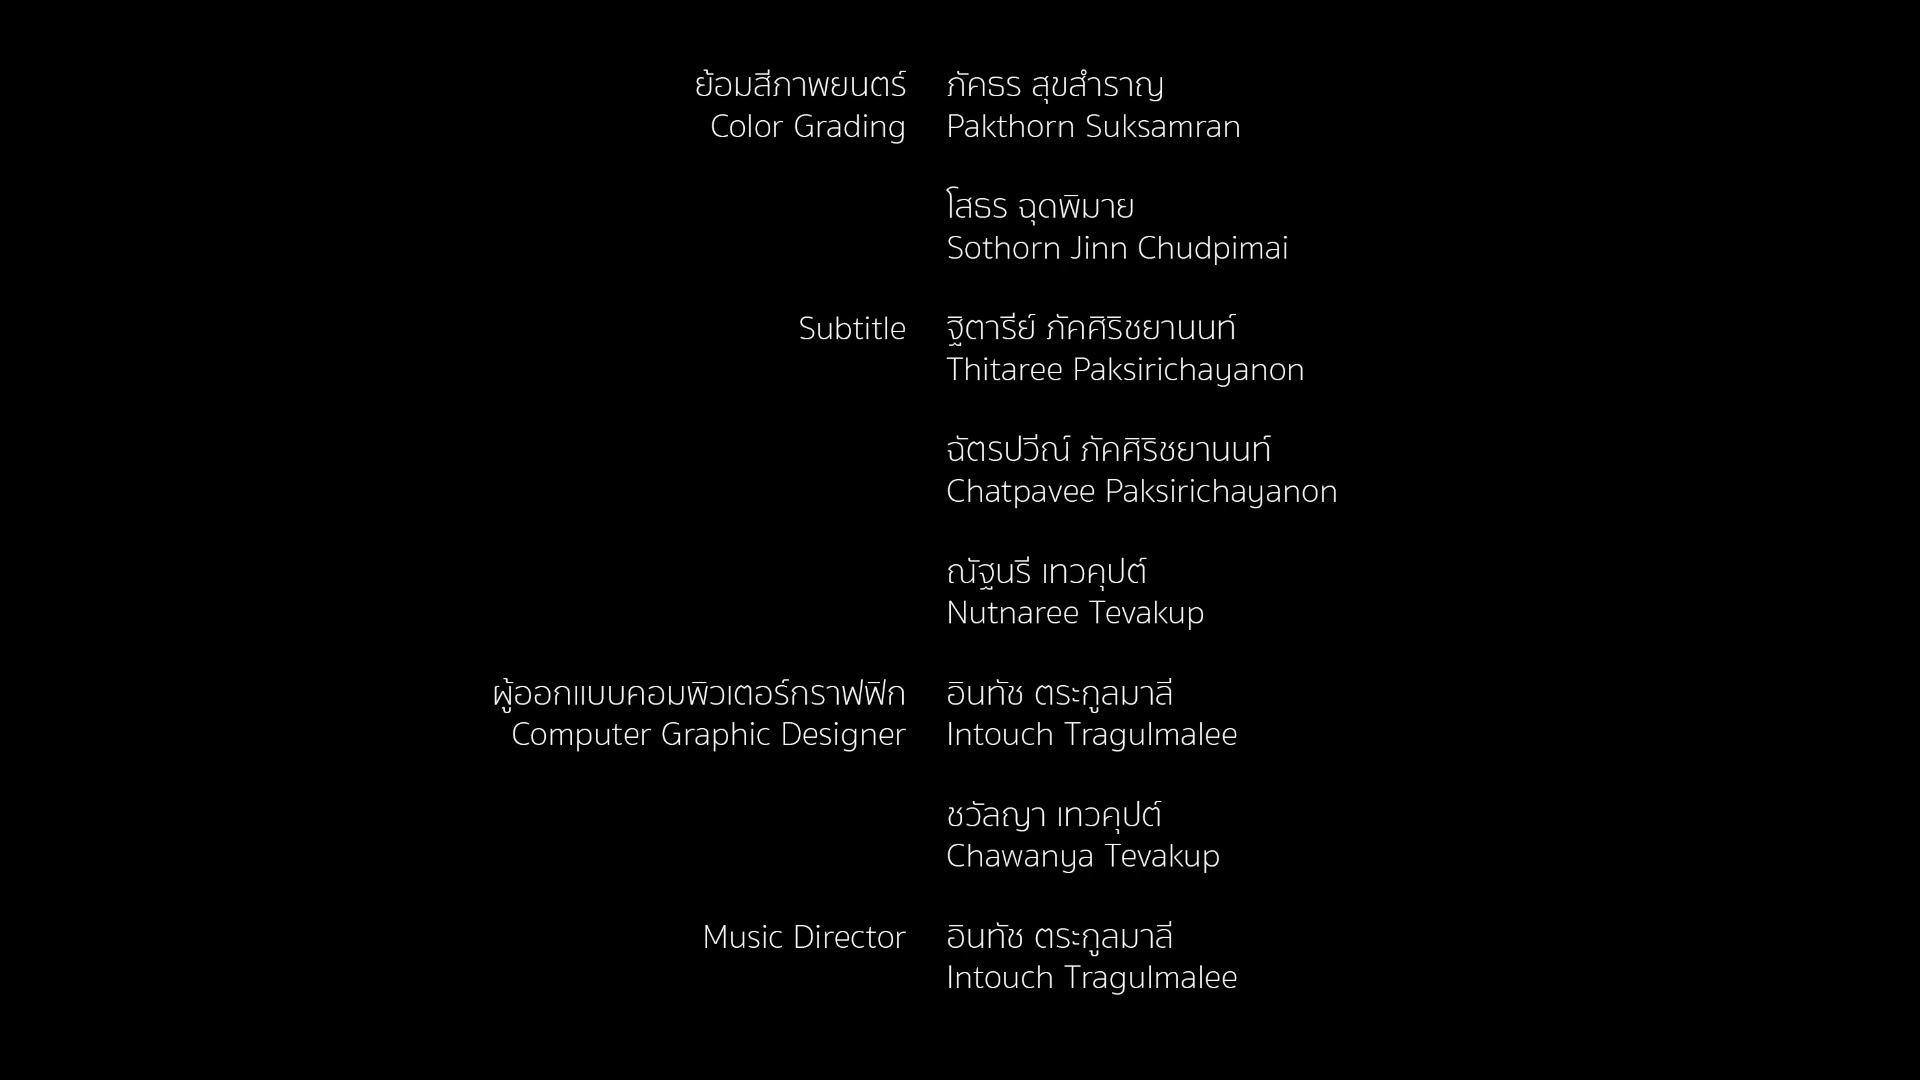 ย้อมสีภาพยนตร์ ภัคธร สุขสำราญ
Color Grading Pakthorn Suksamran
โสธร ฉุดพิมาย
Sothorn Jinn Chudpimai
Subtitle ฐิตารีย์ ภัคศิริชยานนท์
Thitaree Paksirichayanon
ฉัตรปวีณ์ ภัคศิริชยานนท์
Chatpavee Paksirichayanon
ณัฐนรี เทวคุปต์
Nutnaree Tevakup
ผู้ออกแบบคอมพิวเตอร์กราฟฟิก อินทัช ตระกูลมาลี
Computer Graphic Designer Intouch Tragulmalee
ชวัลญา เทวคุปต์
Chawanya Tevakup
Music Director อินทัช ตระกูลมาลี
Intouch Tragulmalee